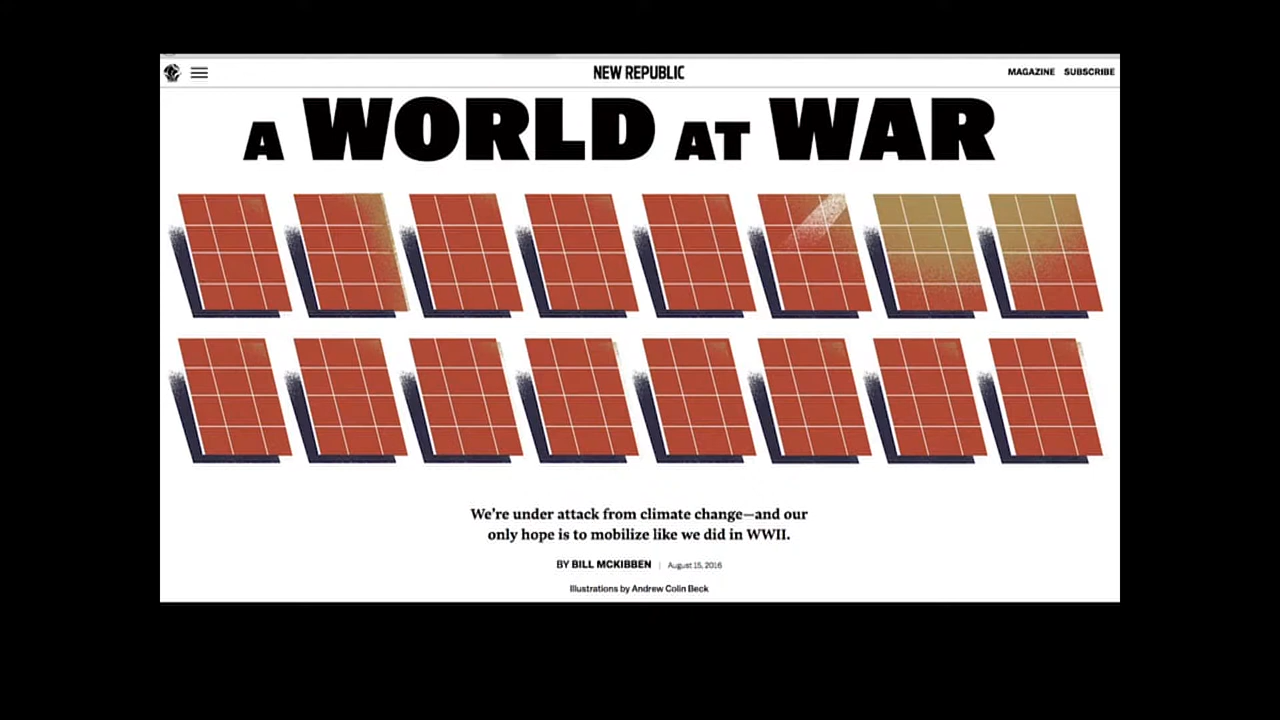 NEW REPUBLIC
MAGAZINE SUBSCRIBE
A WORLD AT WAR
We're under attack from climate change—and our
only hope is to mobilize like we did in WWII.
BY BILL MCKIBBEN | August 15, 2016
Illustrations by Andrew Colin Beck